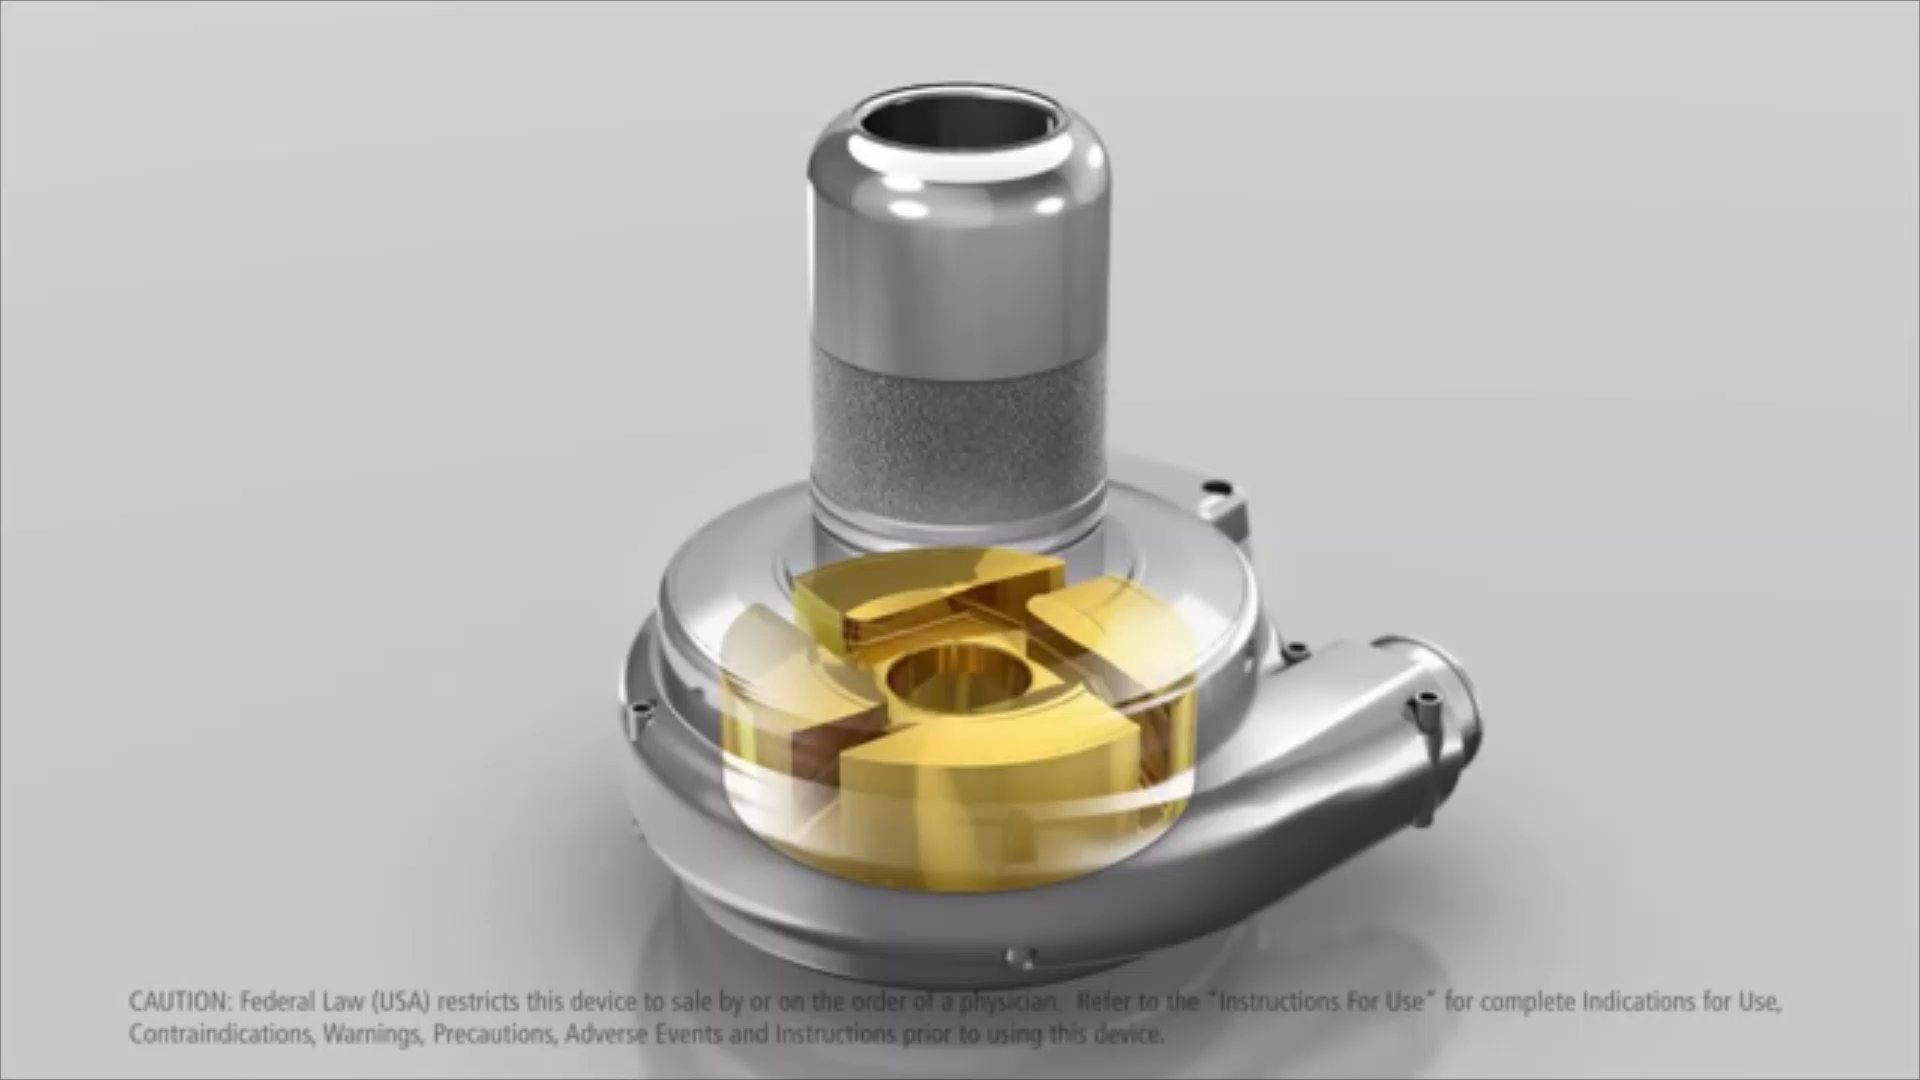 CAUTION: Federal Law (USA) restricts this device to sale by or on the order of a physician. Refer to the "Instructions For Use" for complete Indications for Use,
Contraindications, Warnings, Precautions, Adverse Events and Instructions prior to using this device.